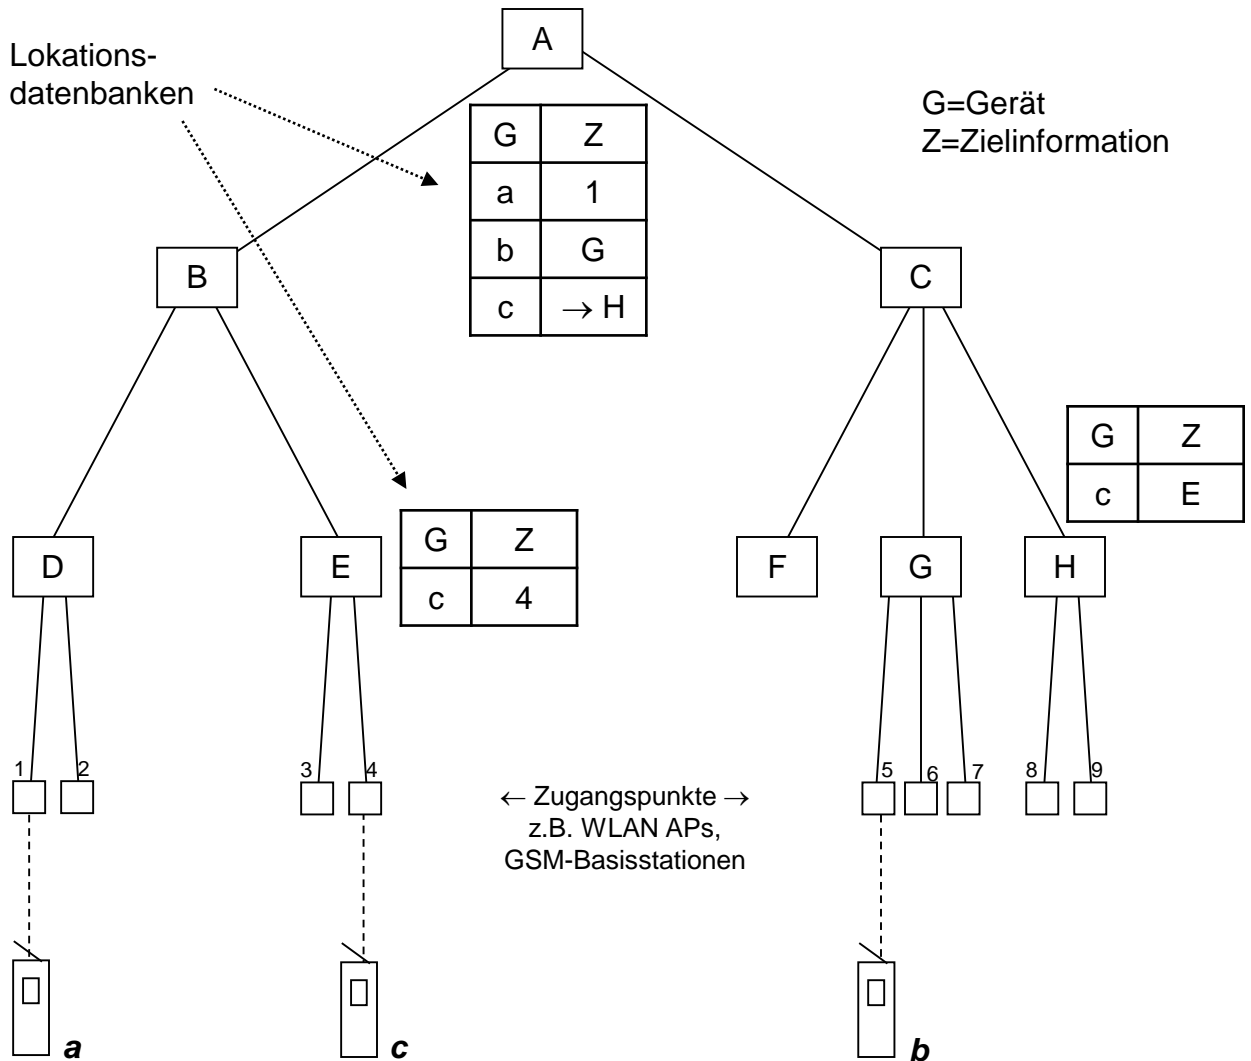 A
Lokations-
datenbanken
G=Gerät
Z=Zielinformation
G Z
a 1
b G
c → H
B
C
G Z
c E
G Z
c 4
D
E
F
G
H
1
2
3
4
5
6
7
8
9
← Zugangspunkte →
z.B. WLAN APs,
GSM-Basisstationen
a
c
b